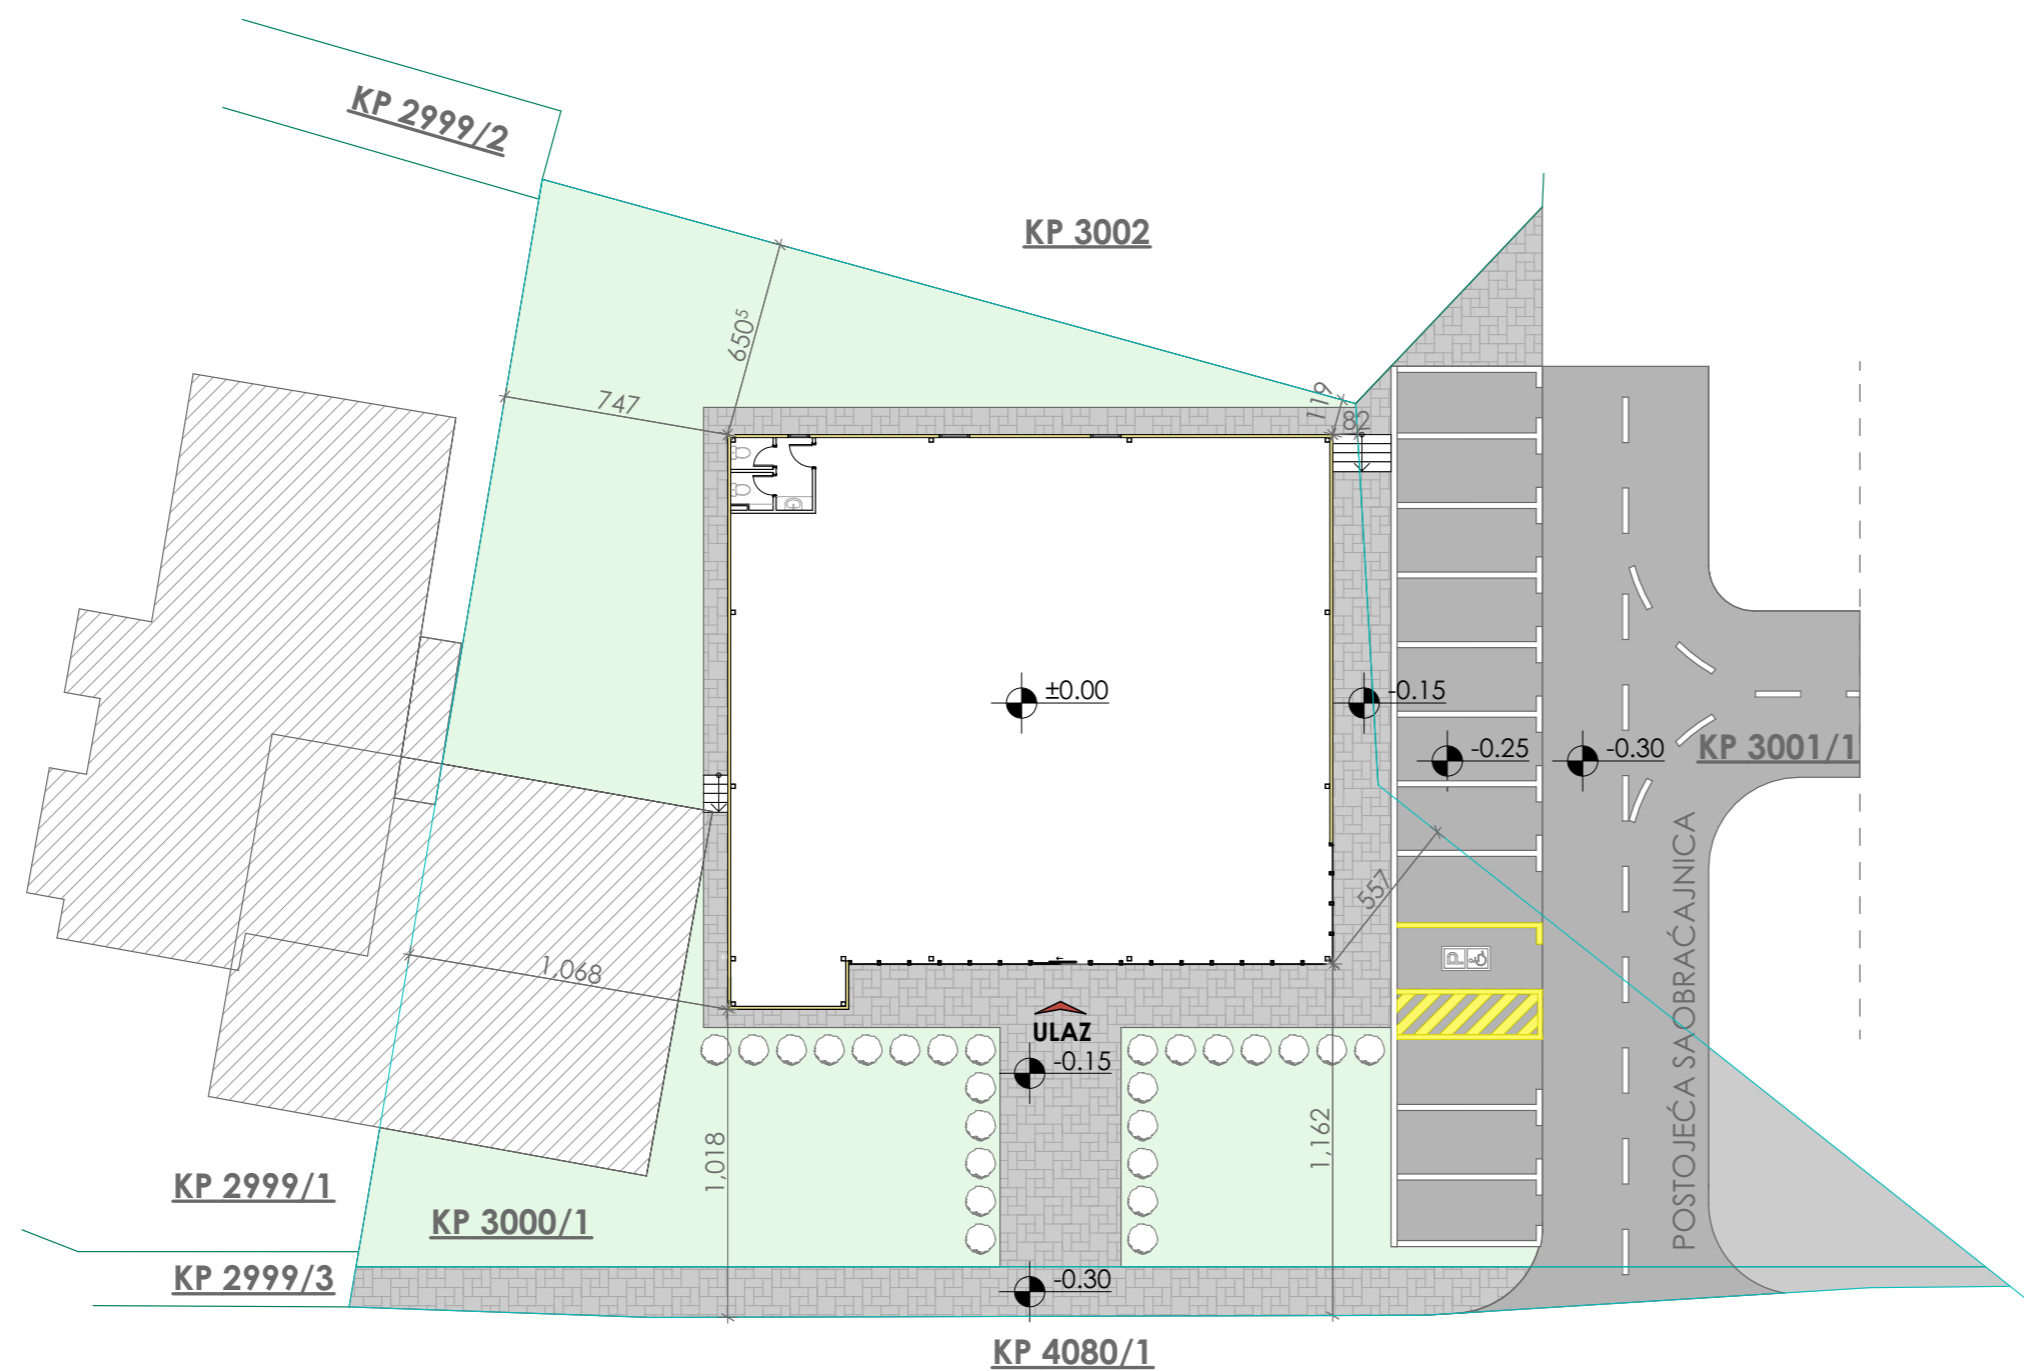 KP 2999/2
KP 3002
650⁵
747
119
82
±0.00
-0.15
-0.25
-0.30
KP 3001/1
557
POSTOJEĆA SAOBRAĆAJNICA
P
1,068
ULAZ
-0.15
1,018
1,162
KP 2999/1
KP 3000/1
KP 2999/3
-0.30
KP 4080/1